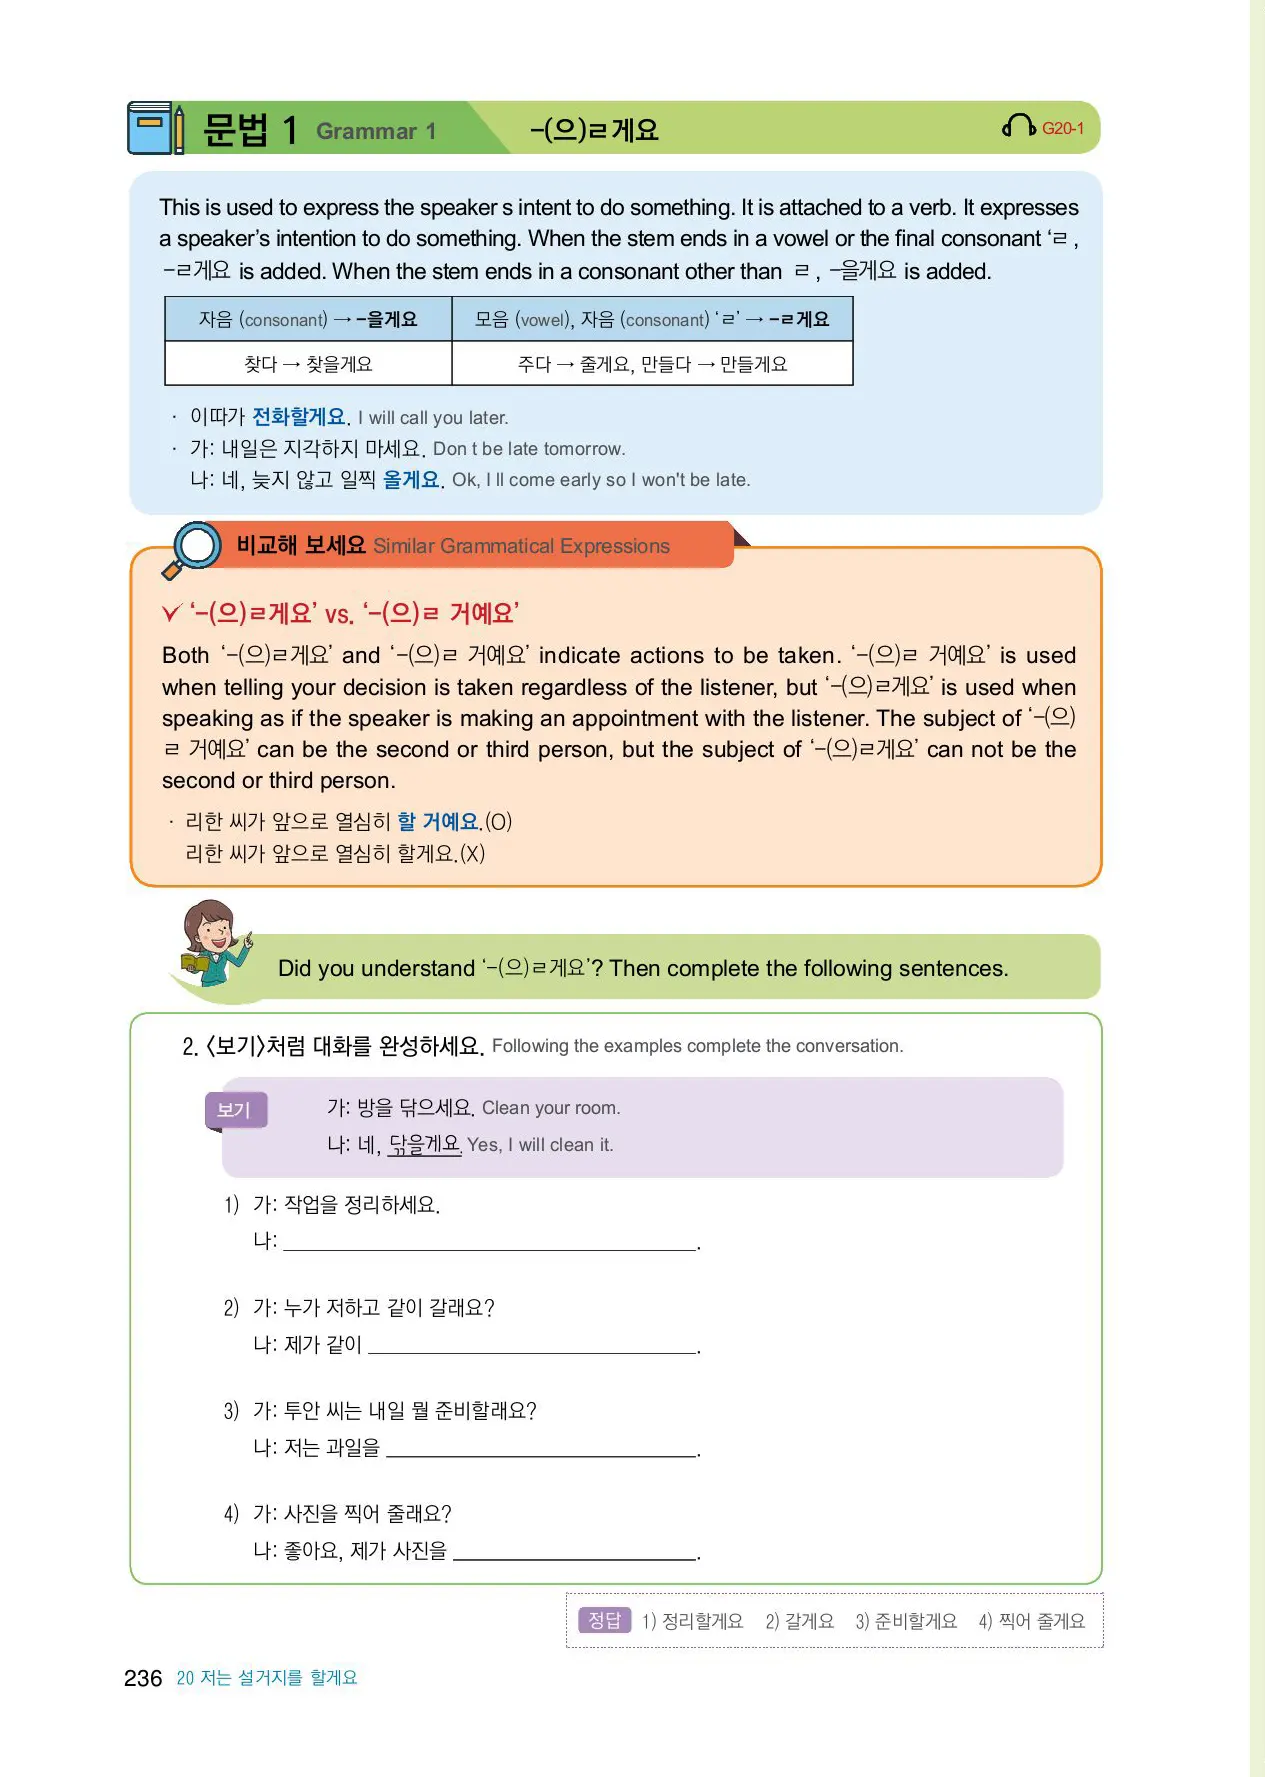 문법 1 Grammar 1 -(으)ㄹ게요 G20-1
This is used to express the speaker s intent to do something. It is attached to a verb. It expresses
a speaker’s intention to do something. When the stem ends in a vowel or the final consonant ‘ㄹ ,
-ㄹ게요 is added. When the stem ends in a consonant other than ㄹ , -을게요 is added.
자음 (consonant) → -을게요 모음 (vowel), 자음 (consonant) ‘ㄹ’ → -ㄹ게요
찾다 → 찾을게요 주다 → 줄게요, 만들다 → 만들게요
· 이따가 전화할게요. I will call you later.
· 가: 내일은 지각하지 마세요. Don t be late tomorrow.
나: 네, 늦지 않고 일찍 올게요. Ok, I ll come early so I won't be late.
비교해 보세요 Similar Grammatical Expressions
‘-(으)ㄹ게요’ vs. ‘-(으)ㄹ 거예요’
Both ‘-(으)ㄹ게요’ and ‘-(으)ㄹ 거예요’ indicate actions to be taken. ‘-(으)ㄹ 거예요’ is used
when telling your decision is taken regardless of the listener, but ‘-(으)ㄹ게요’ is used when
speaking as if the speaker is making an appointment with the listener. The subject of ‘-(으)
ㄹ 거예요’ can be the second or third person, but the subject of ‘-(으)ㄹ게요’ can not be the
second or third person.
· 리한 씨가 앞으로 열심히 할 거예요.(O)
리한 씨가 앞으로 열심히 할게요.(X)
Did you understand ‘-(으)ㄹ게요’? Then complete the following sentences.
2. 〈보기〉처럼 대화를 완성하세요. Following the examples complete the conversation.
보기 가: 방을 닦으세요. Clean your room.
나: 네, 닦을게요. Yes, I will clean it.
1) 가: 작업을 정리하세요.
나: ______.
2) 가: 누가 저하고 같이 갈래요?
나: 제가 같이 ______.
3) 가: 투안 씨는 내일 뭘 준비할래요?
나: 저는 과일을 ______.
4) 가: 사진을 찍어 줄래요?
나: 좋아요, 제가 사진을 ______.
정답 1) 정리할게요 2) 갈게요 3) 준비할게요 4) 찍어 줄게요
236 20 저는 설거지를 할게요